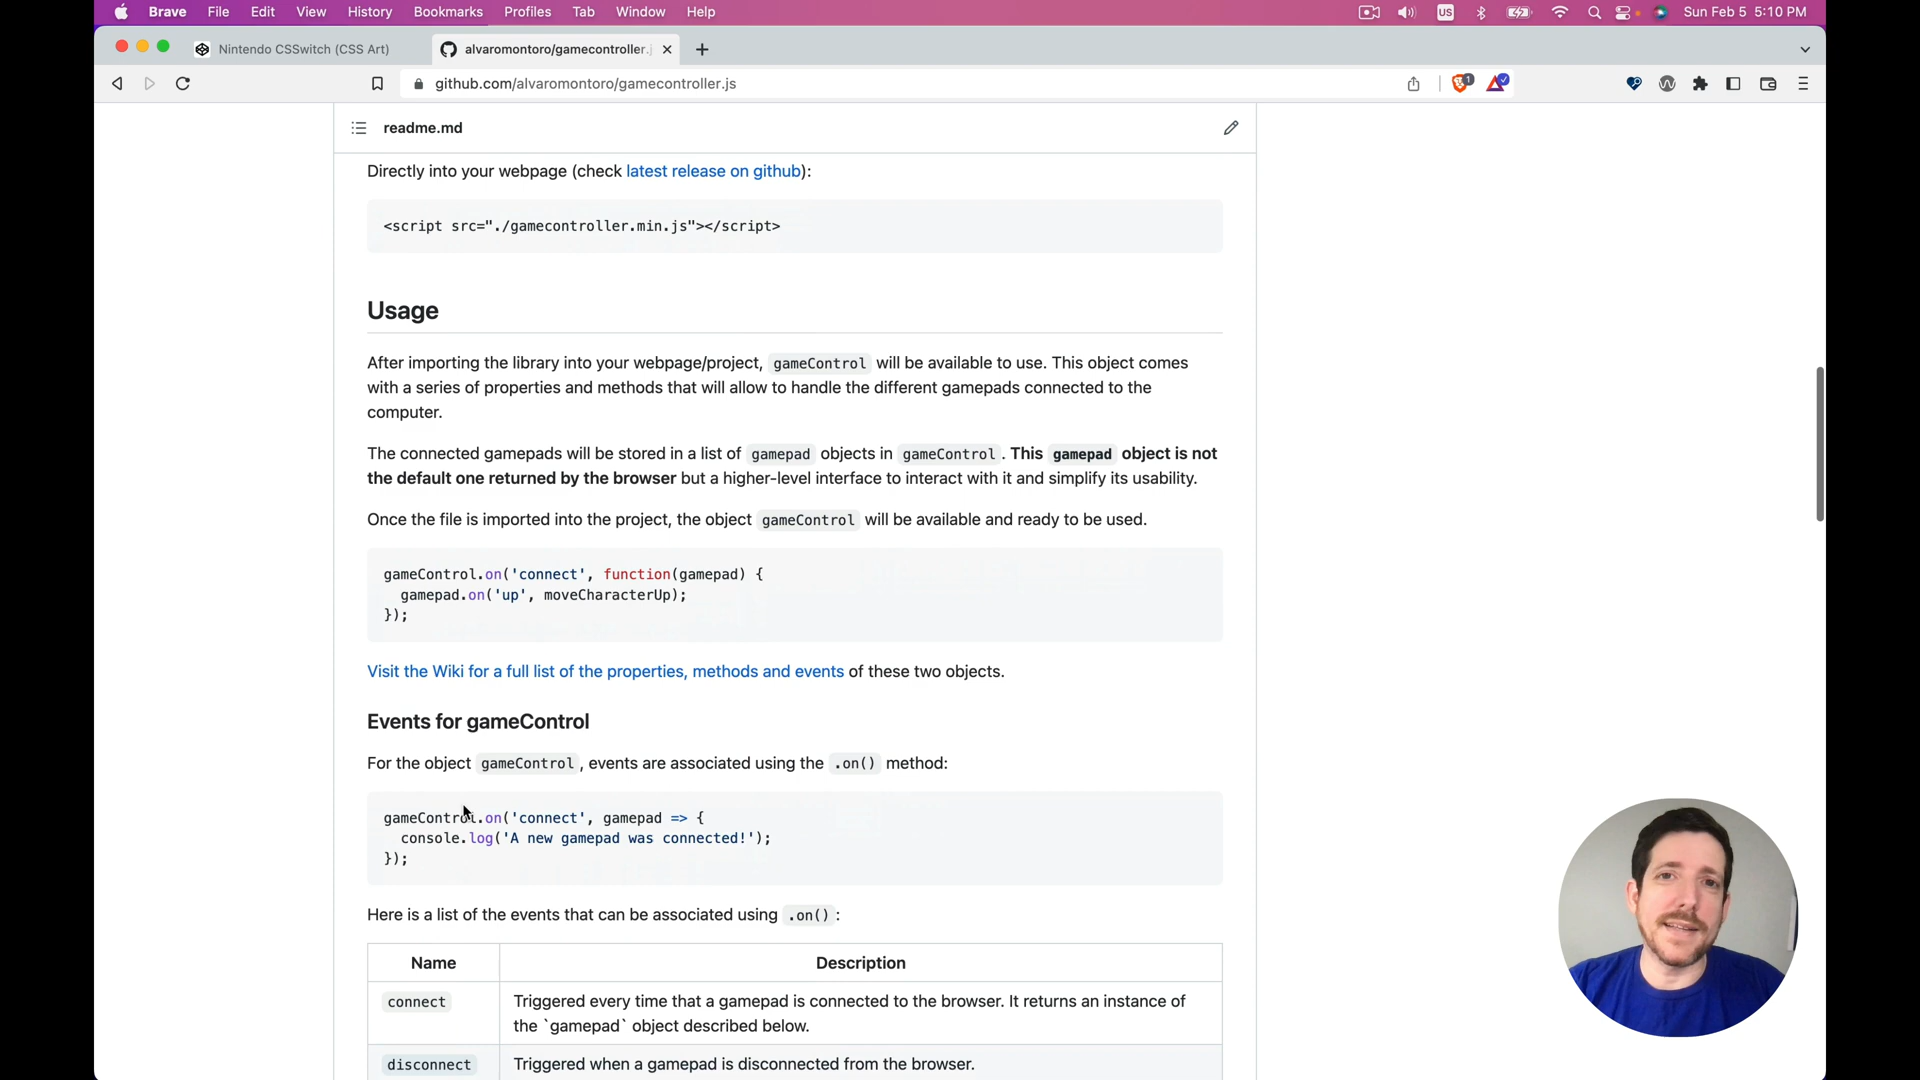 Brave File Edit View History Bookmarks Profiles Tab Window Help US Sun Feb 5 5:10 PM
Nintendo CSSwitch (CSS Art) alvaromontoro/gamecontroller.j
github.com/alvaromontoro/gamecontroller.js 1
readme.md
Directly into your webpage (check latest release on github):
<script src="./gamecontroller.min.js"></script>
Usage
After importing the library into your webpage/project, gameControl will be available to use. This object comes
with a series of properties and methods that will allow to handle the different gamepads connected to the
computer.
The connected gamepads will be stored in a list of gamepad objects in gameControl . This gamepad object is not
the default one returned by the browser but a higher-level interface to interact with it and simplify its usability.
Once the file is imported into the project, the object gameControl will be available and ready to be used.
gameControl.on('connect', function(gamepad) {
gamepad.on('up', moveCharacterUp);
});
Visit the Wiki for a full list of the properties, methods and events of these two objects.
Events for gameControl
For the object gameControl , events are associated using the .on() method:
gameControl.on('connect', gamepad => {
console.log('A new gamepad was connected!');
});
Here is a list of the events that can be associated using .on() :
Name Description
connect Triggered every time that a gamepad is connected to the browser. It returns an instance of
the `gamepad` object described below.
disconnect Triggered when a gamepad is disconnected from the browser.